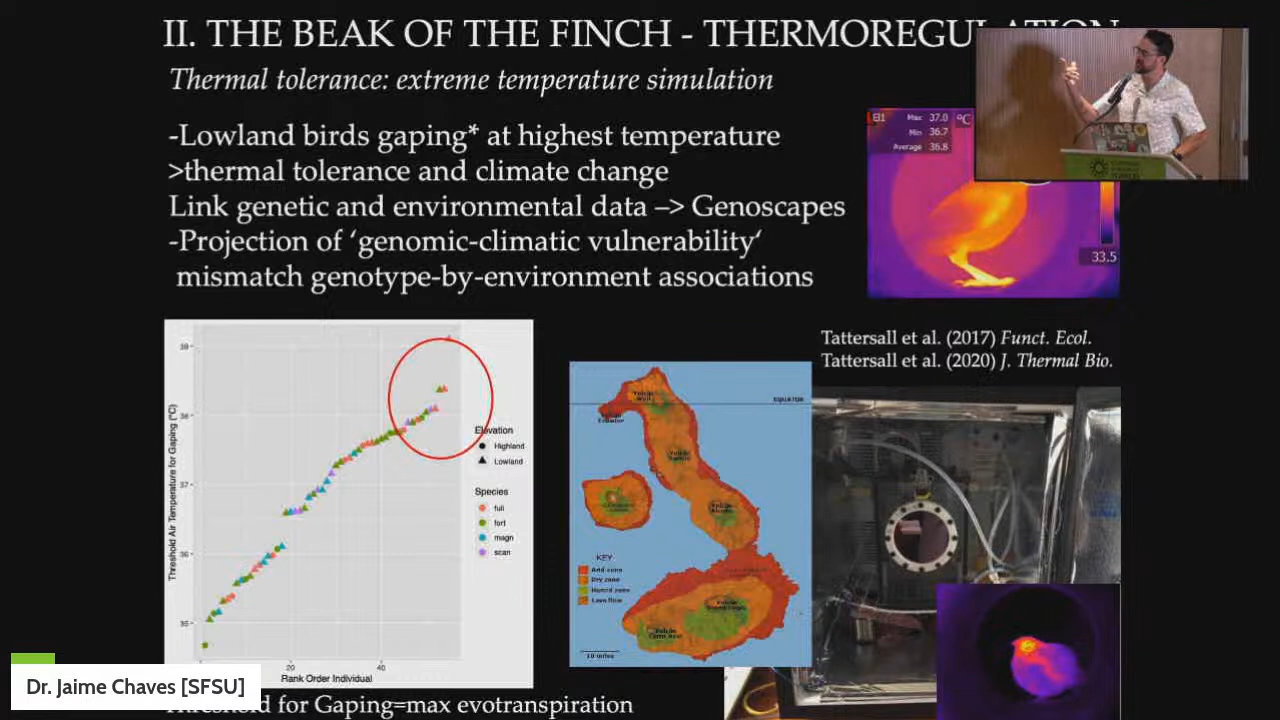 II. THE BEAK OF THE FINCH - THERMOREGULATION
Thermal tolerance: extreme temperature simulation
-Lowland birds gaping* at highest temperature
>thermal tolerance and climate change
Link genetic and environmental data –> Genoscapes
-Projection of ‘genomic-climatic vulnerability‘
mismatch genotype-by-environment associations
Max 37.0 °C
Min 36.7
Average 36.8
33.5
Tattersall et al. (2017) Funct. Ecol.
Tattersall et al. (2020) J. Thermal Bio.
Threshold Air Temperature for Gaping (°C)
39
38
37
36
35
20 40
Rank Order Individual
Elevation
Highland
Lowland
Species
full
fort
magn
scan
EQUATOR
KEY
Arid zone
Dry zone
Humid zone
Lava flow
10 miles
Dr. Jaime Chaves [SFSU]
Threshold for Gaping=max evotranspiration